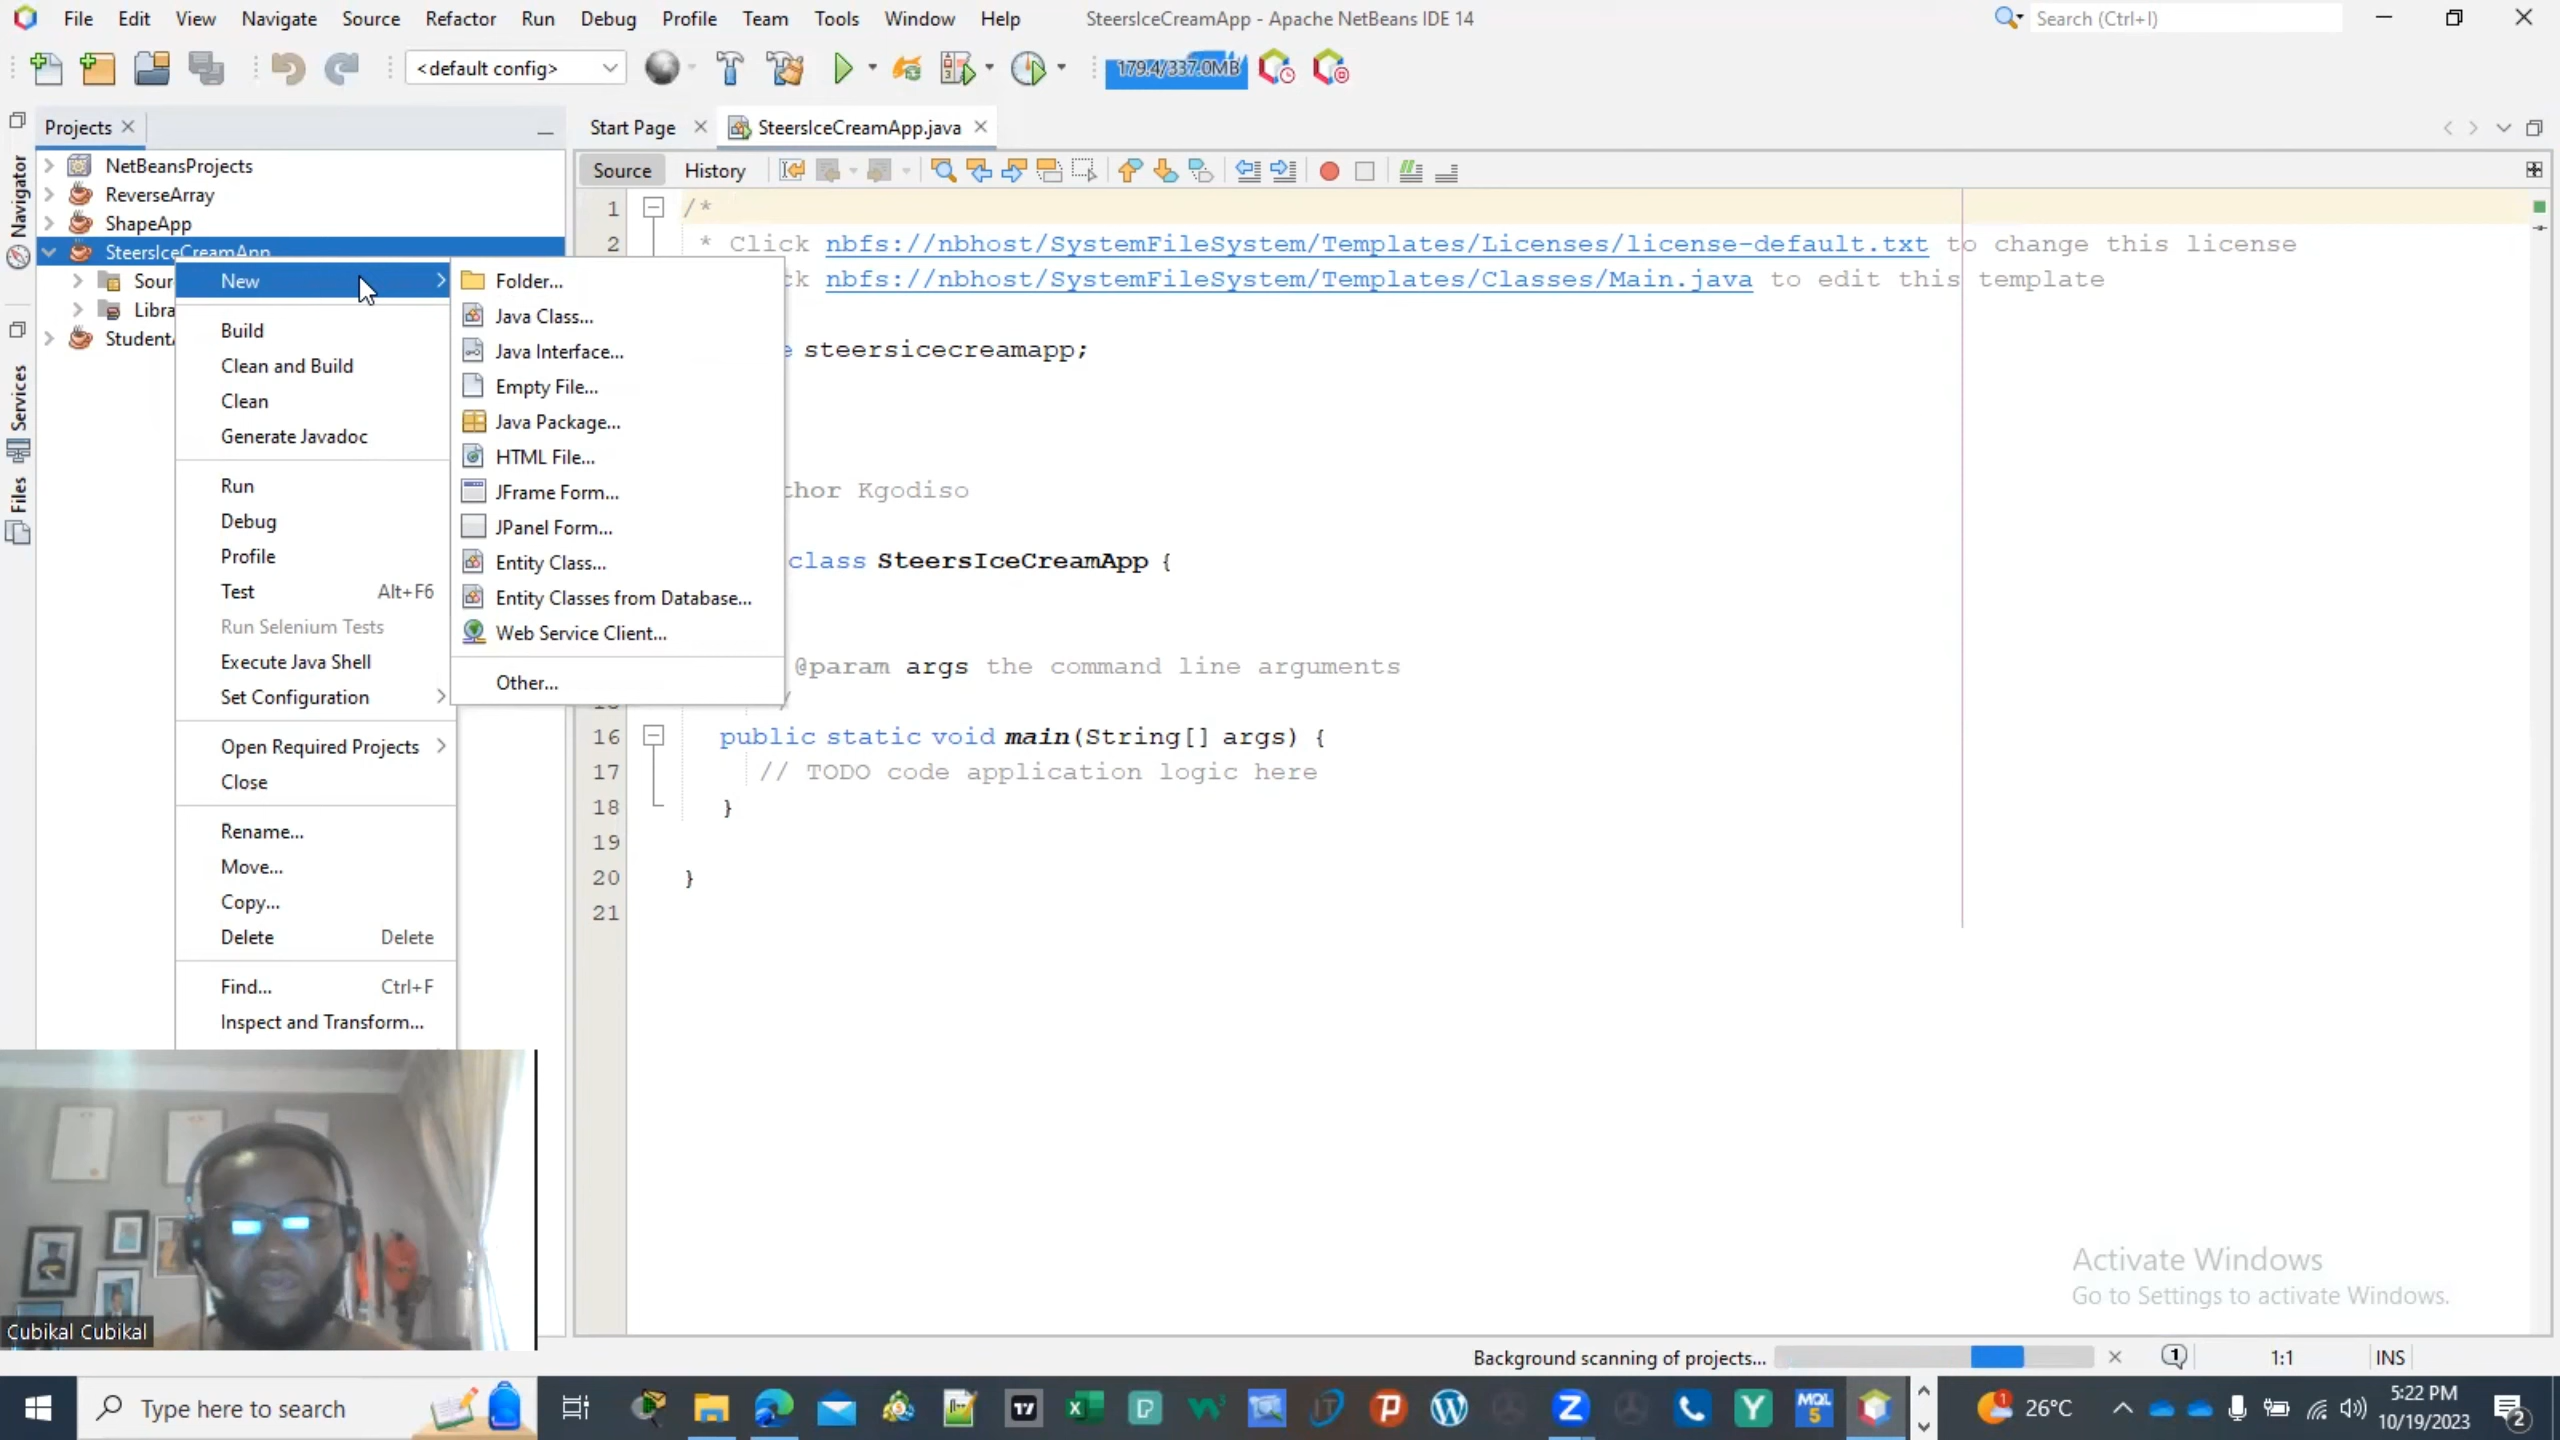 File Edit View Navigate Source Refactor Run Debug Profile Team Tools Window Help
SteersIceCreamApp - Apache NetBeans IDE 14
Search (Ctrl+I)
<default config>
179.4/337.0MB
Projects
Start Page
SteersIceCreamApp.java
Navigator
Services
Files
NetBeansProjects
ReverseArray
ShapeApp
SteersIceCreamApp
Sour
Libra
Student
New
Build
Clean and Build
Clean
Generate Javadoc
Run
Debug
Profile
Test Alt+F6
Run Selenium Tests
Execute Java Shell
Set Configuration
Open Required Projects
Close
Rename...
Move...
Copy...
Delete Delete
Find... Ctrl+F
Inspect and Transform...
Folder...
Java Class...
Java Interface...
Empty File...
Java Package...
HTML File...
JFrame Form...
JPanel Form...
Entity Class...
Entity Classes from Database...
Web Service Client...
Other...
Source History
1 /*
2 * Click nbfs://nbhost/SystemFileSystem/Templates/Licenses/license-default.txt to change this license
ck nbfs://nbhost/SystemFileSystem/Templates/Classes/Main.java to edit this template
e steersicecreamapp;
thor Kgodiso
class SteersIceCreamApp {
@param args the command line arguments
/
16 public static void main(String[] args) {
17 // TODO code application logic here
18 }
19
20 }
21
Cubikal Cubikal
Activate Windows
Go to Settings to activate Windows.
Background scanning of projects...
1
1:1
INS
Type here to search
26°C
5:22 PM
10/19/2023
2